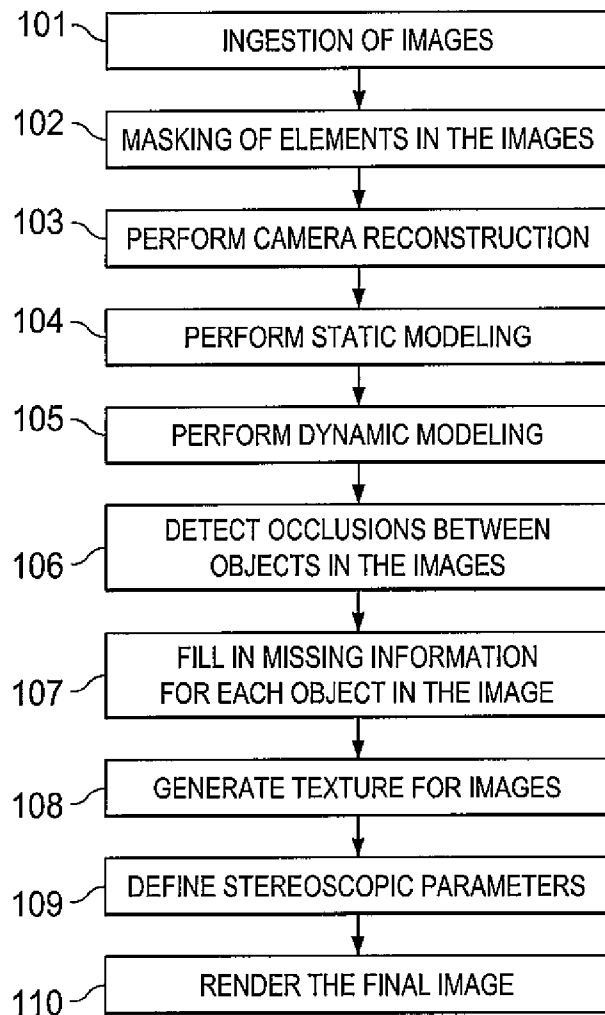 101
INGESTION OF IMAGES
102
MASKING OF ELEMENTS IN THE IMAGES
103
PERFORM CAMERA RECONSTRUCTION
104
PERFORM STATIC MODELING
105
PERFORM DYNAMIC MODELING
106
DETECT OCCLUSIONS BETWEEN
OBJECTS IN THE IMAGES
107
FILL IN MISSING INFORMATION
FOR EACH OBJECT IN THE IMAGE
108
GENERATE TEXTURE FOR IMAGES
109
DEFINE STEREOSCOPIC PARAMETERS
110
RENDER THE FINAL IMAGE